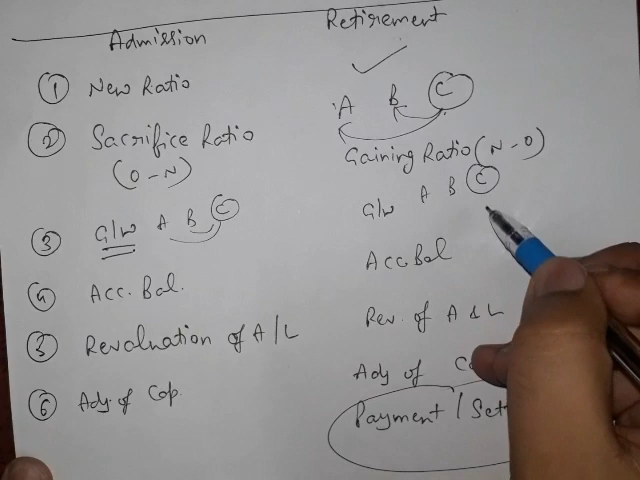 Admission
① New Ratio
② Sacrifice Ratio
(O-N)
③ G/w A B C
④ Acc. Bal.
⑤ Revaluation of A/L
⑥ Adj. of Cap.
Retirement
A B C
Gaining Ratio (N-O)
G/w A B C
Acc Bal
Rev. of A & L
Adj of
Payment /